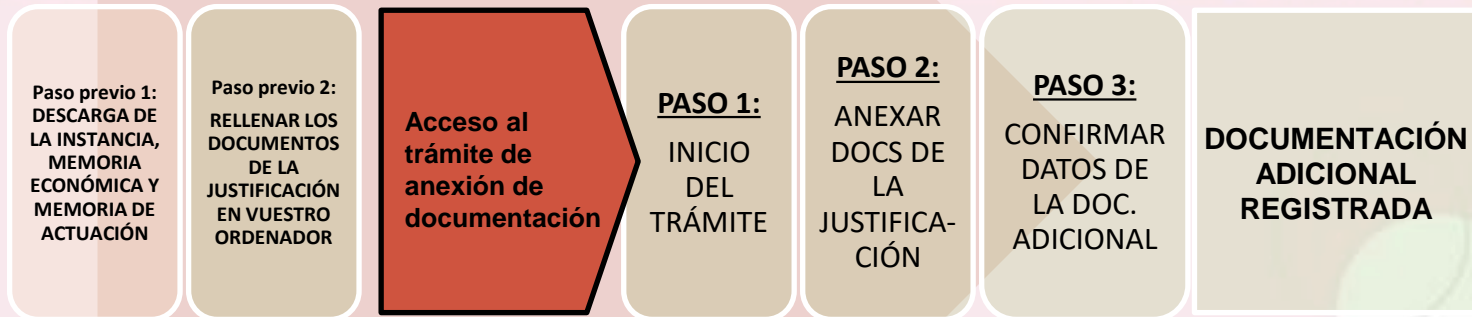 Paso previo 1:
DESCARGA DE
LA INSTANCIA,
MEMORIA
ECONÓMICA Y
MEMORIA DE
ACTUACIÓN
Paso previo 2:
RELLENAR LOS
DOCUMENTOS
DE LA
JUSTIFICACIÓN
EN VUESTRO
ORDENADOR
Acceso al
trámite de
anexión de
documentación
PASO 1:
INICIO
DEL
TRÁMITE
PASO 2:
ANEXAR
DOCS DE
LA
JUSTIFICA-
CIÓN
PASO 3:
CONFIRMAR
DATOS DE
LA DOC.
ADICIONAL
DOCUMENTACIÓN
ADICIONAL
REGISTRADA